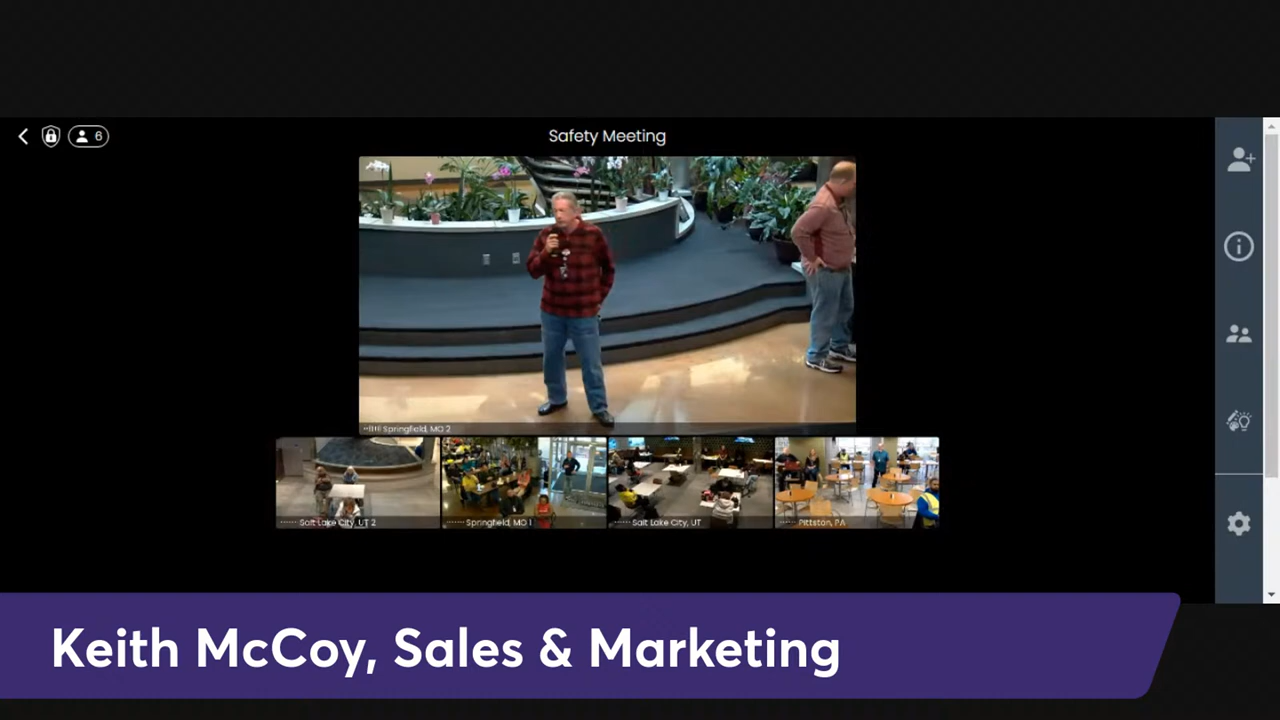 6
Safety Meeting
Springfield, MO 2
Salt Lake City, UT 2
Springfield, MO 1
Salt Lake City, UT
Pittston, PA
Keith McCoy, Sales & Marketing